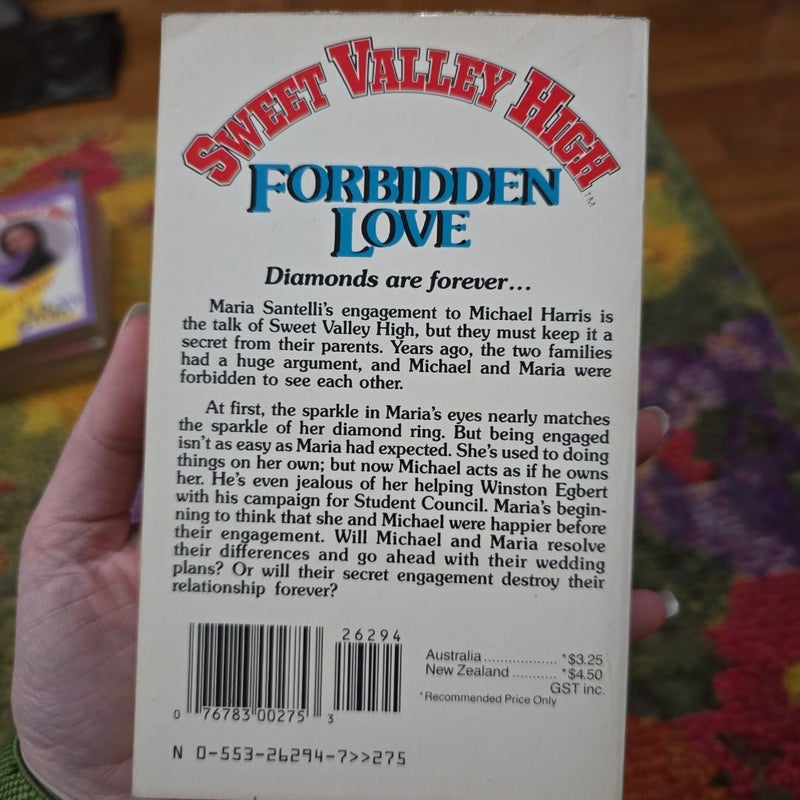 SWEET VALLEY HIGH™
FORBIDDEN
LOVE
Diamonds are forever...
Maria Santelli's engagement to Michael Harris is
the talk of Sweet Valley High, but they must keep it a
secret from their parents. Years ago, the two families
had a huge argument, and Michael and Maria were
forbidden to see each other.
At first, the sparkle in Maria's eyes nearly matches
the sparkle of her diamond ring. But being engaged
isn't as easy as Maria had expected. She's used to doing
things on her own; but now Michael acts as if he owns
her. He's even jealous of her helping Winston Egbert
with his campaign for Student Council. Maria's begin-
ning to think that she and Michael were happier before
their engagement. Will Michael and Maria resolve
their differences and go ahead with their wedding
plans? Or will their secret engagement destroy their
relationship forever?
26294
Australia .................. *$3.25
New Zealand ........... *$4.50
GST inc.
*Recommended Price Only
0 76783 00275 3
N 0-553-26294-7>>275